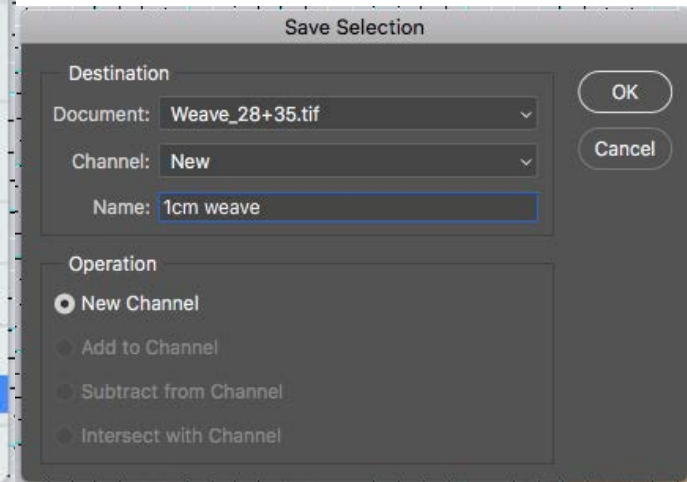 Save Selection
Destination
Document: Weave_28+35.tif
Channel: New
Name: 1cm weave
OK
Cancel
Operation
New Channel
Add to Channel
Subtract from Channel
Intersect with Channel